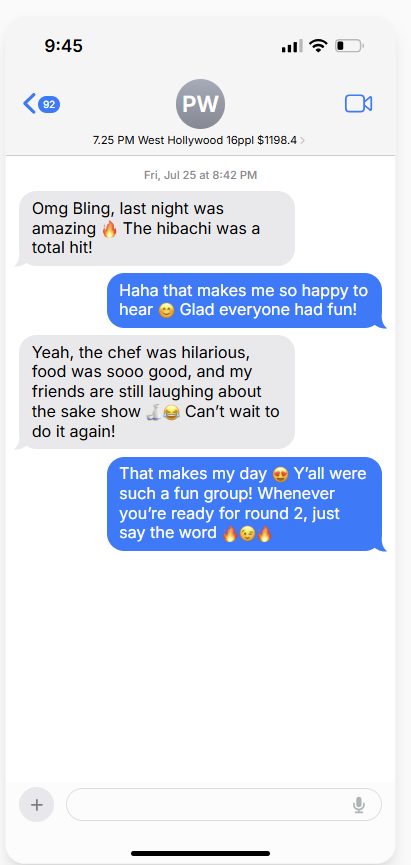 9:45
92
PW
7.25 PM West Hollywood 16ppl $1198.4
Fri, Jul 25 at 8:42 PM
Omg Bling, last night was
amazing 🔥 The hibachi was a
total hit!
Haha that makes me so happy to
hear 😊 Glad everyone had fun!
Yeah, the chef was hilarious,
food was sooo good, and my
friends are still laughing about
the sake show 🍶😂 Can't wait to
do it again!
That makes my day 😍 Y'all were
such a fun group! Whenever
you're ready for round 2, just
say the word 🔥😉🔥